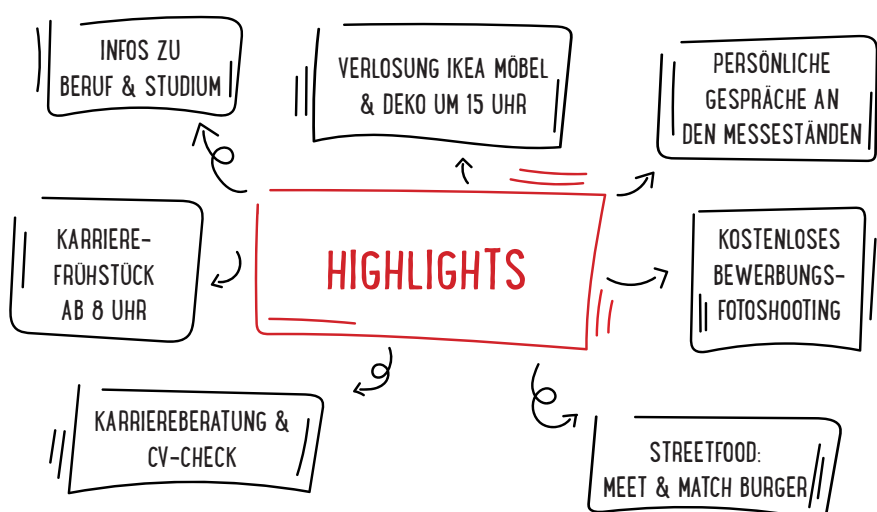 INFOS ZU
BERUF & STUDIUM
VERLOSUNG IKEA MÖBEL
& DEKO UM 15 UHR
PERSÖNLICHE
GESPRÄCHE AN
DEN MESSESTÄNDEN
KARRIERE-
FRÜHSTÜCK
AB 8 UHR
HIGHLIGHTS
KOSTENLOSES
BEWERBUNGS-
FOTOSHOOTING
KARRIEREBERATUNG &
CV-CHECK
STREETFOOD:
MEET & MATCH BURGER